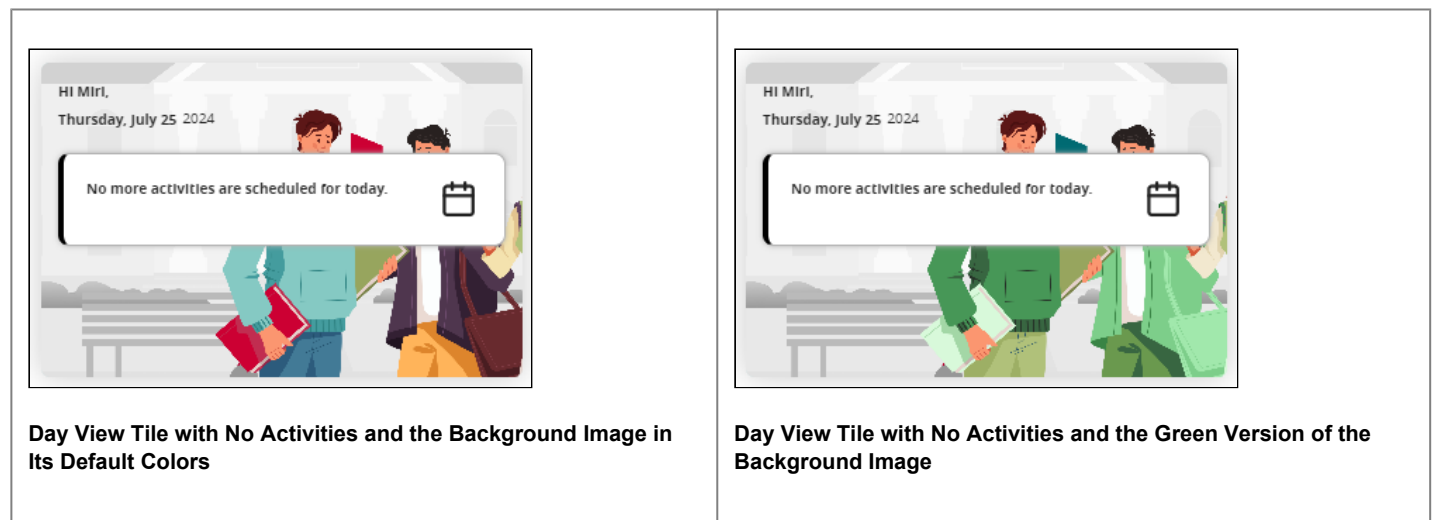 Hi Miri,
Thursday, July 25 2024
No more activities are scheduled for today.
Day View Tile with No Activities and the Background Image in
Its Default Colors
Hi Miri,
Thursday, July 25 2024
No more activities are scheduled for today.
Day View Tile with No Activities and the Green Version of the
Background Image